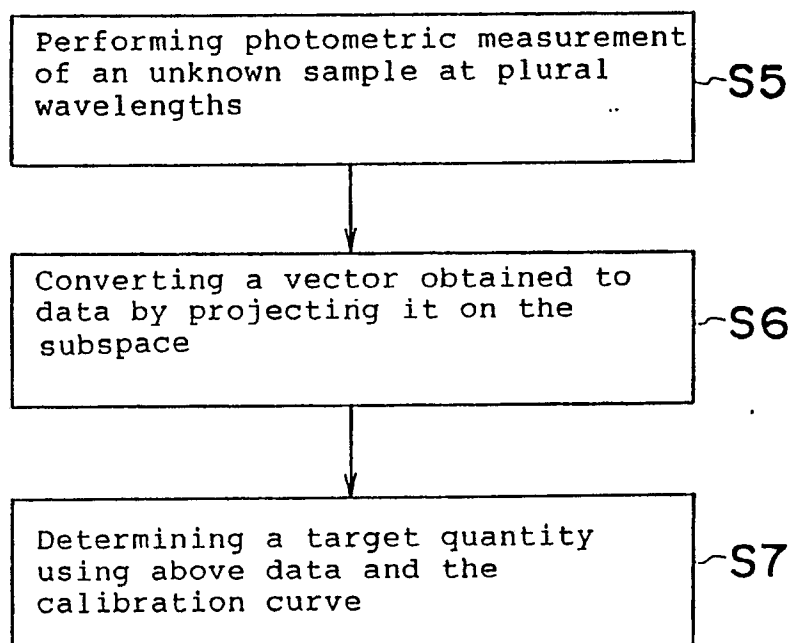 Performing photometric measurement
of an unknown sample at plural
wavelengths
S5
Converting a vector obtained to
data by projecting it on the
subspace
S6
Determining a target quantity
using above data and the
calibration curve
S7